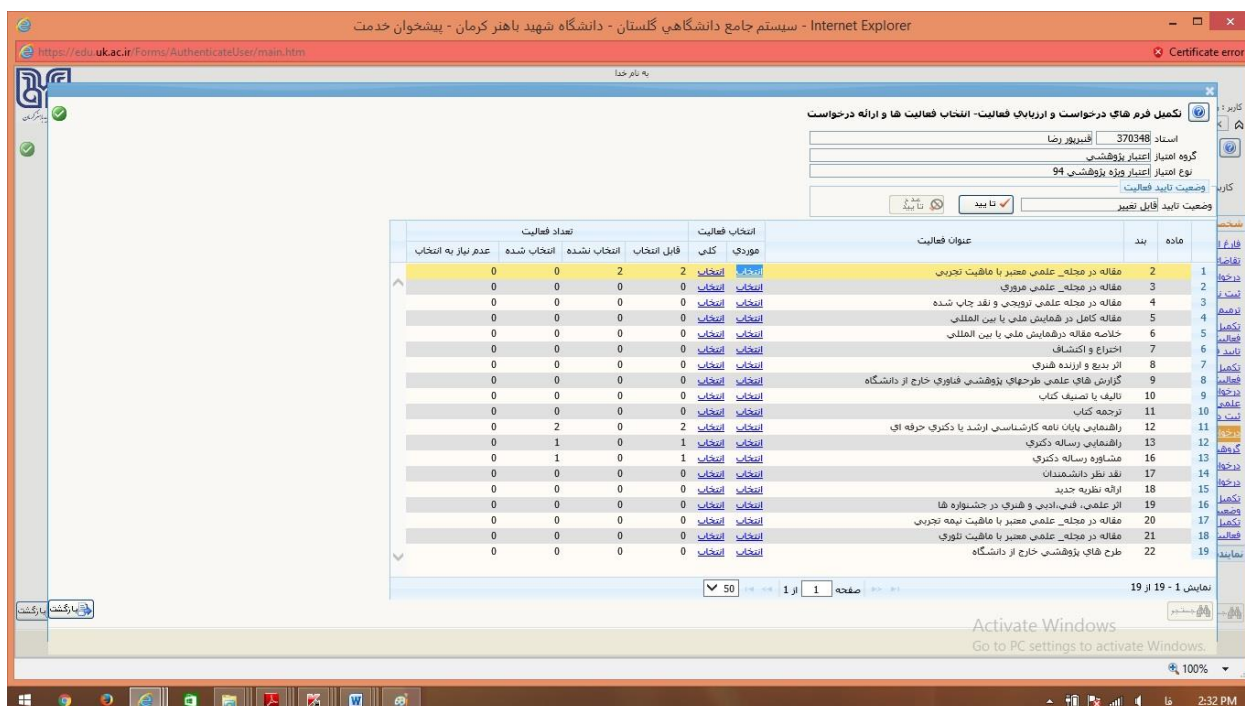 سيستم جامع دانشگاهي گلستان - دانشگاه شهيد باهنر کرمان - پيشخوان خدمت - Internet Explorer
https://edu.uk.ac.ir/Forms/AuthenticateUser/main.htm
Certificate error
به نام خدا
کاربر :
تکميل فرم هاي درخواست و ارزيابي فعاليت- انتخاب فعاليت ها و ارائه درخواست
استاد 370348 قنبرپور رضا
گروه امتياز اعتبار پژوهشي
نوع امتياز اعتبار ويژه پژوهشي 94
وضعيت تاييد فعاليت
وضعيت تاييد قابل تغيير تاييد عدم تاييد
ماده بند عنوان فعاليت انتخاب فعاليت تعداد فعاليت
موردي کلي قابل انتخاب انتخاب نشده انتخاب شده عدم نياز به انتخاب
1 2 مقاله در مجله_ علمي معتبر با ماهيت تجربي انتخاب انتخاب 2 2 0 0
2 3 مقاله در مجله_ علمي مروري انتخاب انتخاب 0 0 0 0
3 4 مقاله در مجله علمي ترويجي و نقد چاپ شده انتخاب انتخاب 0 0 0 0
4 5 مقاله کامل در همايش ملي يا بين المللي انتخاب انتخاب 0 0 0 0
5 6 خلاصه مقاله درهمايش ملي يا بين المللي انتخاب انتخاب 0 0 0 0
6 7 اختراع و اکتشاف انتخاب انتخاب 0 0 0 0
7 8 اثر بديع و ارزنده هنري انتخاب انتخاب 0 0 0 0
8 9 گزارش هاي علمي طرحهاي پژوهشي فناوري خارج از دانشگاه انتخاب انتخاب 0 0 0 0
9 10 تاليف يا تصنيف کتاب انتخاب انتخاب 0 0 0 0
10 11 ترجمه کتاب انتخاب انتخاب 0 0 0 0
11 12 راهنمايي پايان نامه کارشناسي ارشد يا دکتري حرفه اي انتخاب انتخاب 2 0 2 0
12 13 راهنمايي رساله دکتري انتخاب انتخاب 1 0 1 0
13 16 مشاوره رساله دکتري انتخاب انتخاب 1 0 1 0
14 17 نقد نظر دانشمندان انتخاب انتخاب 0 0 0 0
15 18 ارائه نظريه جديد انتخاب انتخاب 0 0 0 0
16 19 اثر علمي، فني،ادبي و هنري در جشنواره ها انتخاب انتخاب 0 0 0 0
17 20 مقاله در مجله_ علمي معتبر با ماهيت نيمه تجربي انتخاب انتخاب 0 0 0 0
18 21 مقاله در مجله_ علمي معتبر با ماهيت تئوري انتخاب انتخاب 0 0 0 0
19 22 طرح هاي پژوهشي خارج از دانشگاه انتخاب انتخاب 0 0 0 0
نمايش 1 - 19 از 19 صفحه 1 از 1 50
جستجو
بازگشت بازگشت
Activate Windows
Go to PC settings to activate Windows.
100%
فا 2:32 PM